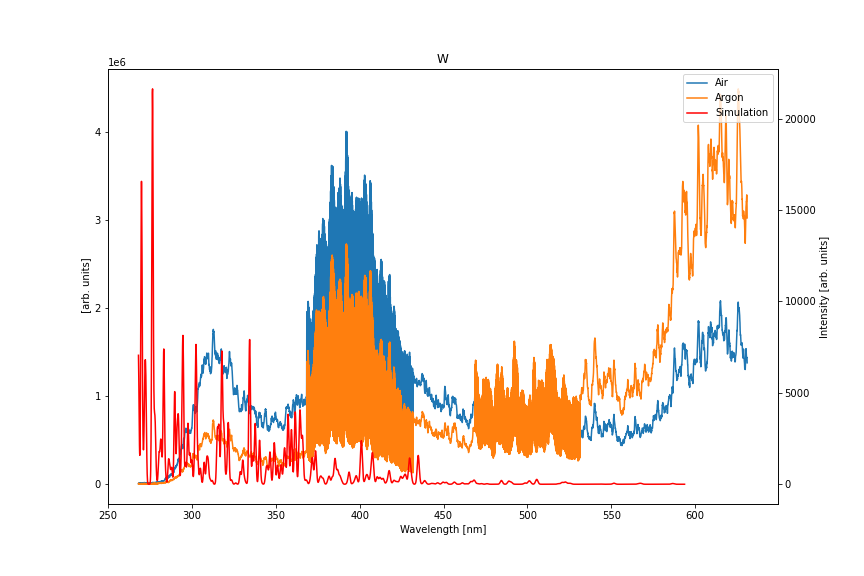 W
1e6
Air
Argon
Simulation
4
3
2
1
0
[arb. units]
20000
15000
10000
5000
0
Intensity [arb. units]
250 300 350 400 450 500 550 600
Wavelength [nm]